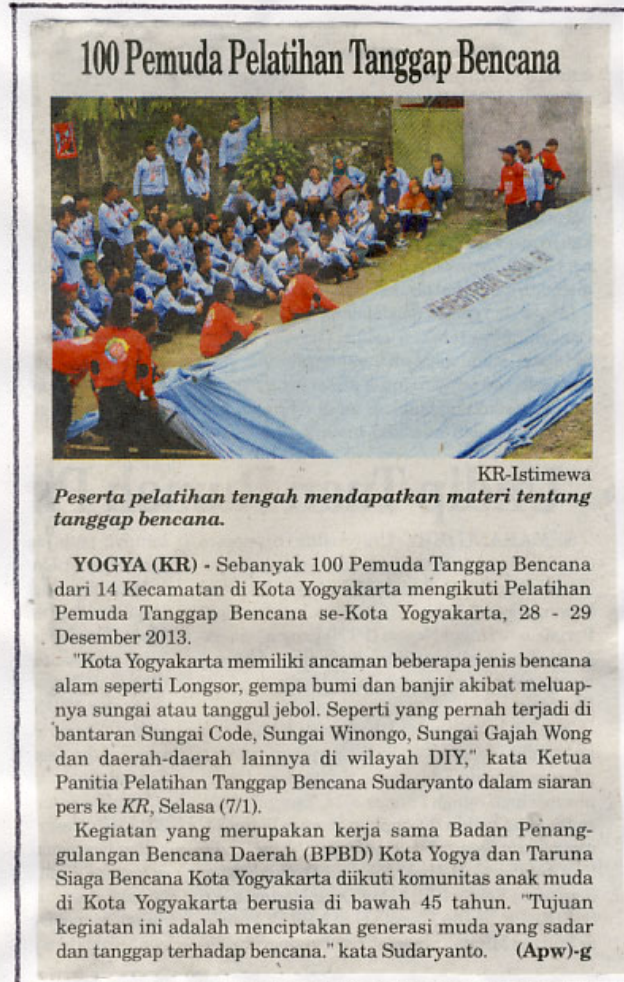 100 Pemuda Pelatihan Tanggap Bencana
KEMENTERIAN SOSIAL RI
KR-Istimewa
Peserta pelatihan tengah mendapatkan materi tentang
tanggap bencana.
YOGYA (KR) - Sebanyak 100 Pemuda Tanggap Bencana
dari 14 Kecamatan di Kota Yogyakarta mengikuti Pelatihan
Pemuda Tanggap Bencana se-Kota Yogyakarta, 28 - 29
Desember 2013.
"Kota Yogyakarta memiliki ancaman beberapa jenis bencana
alam seperti Longsor, gempa bumi dan banjir akibat meluap-
nya sungai atau tanggul jebol. Seperti yang pernah terjadi di
bantaran Sungai Code, Sungai Winongo, Sungai Gajah Wong
dan daerah-daerah lainnya di wilayah DIY," kata Ketua
Panitia Pelatihan Tanggap Bencana Sudaryanto dalam siaran
pers ke KR, Selasa (7/1).
Kegiatan yang merupakan kerja sama Badan Penang-
gulangan Bencana Daerah (BPBD) Kota Yogya dan Taruna
Siaga Bencana Kota Yogyakarta diikuti komunitas anak muda
di Kota Yogyakarta berusia di bawah 45 tahun. "Tujuan
kegiatan ini adalah menciptakan generasi muda yang sadar
dan tanggap terhadap bencana." kata Sudaryanto. (Apw)-g